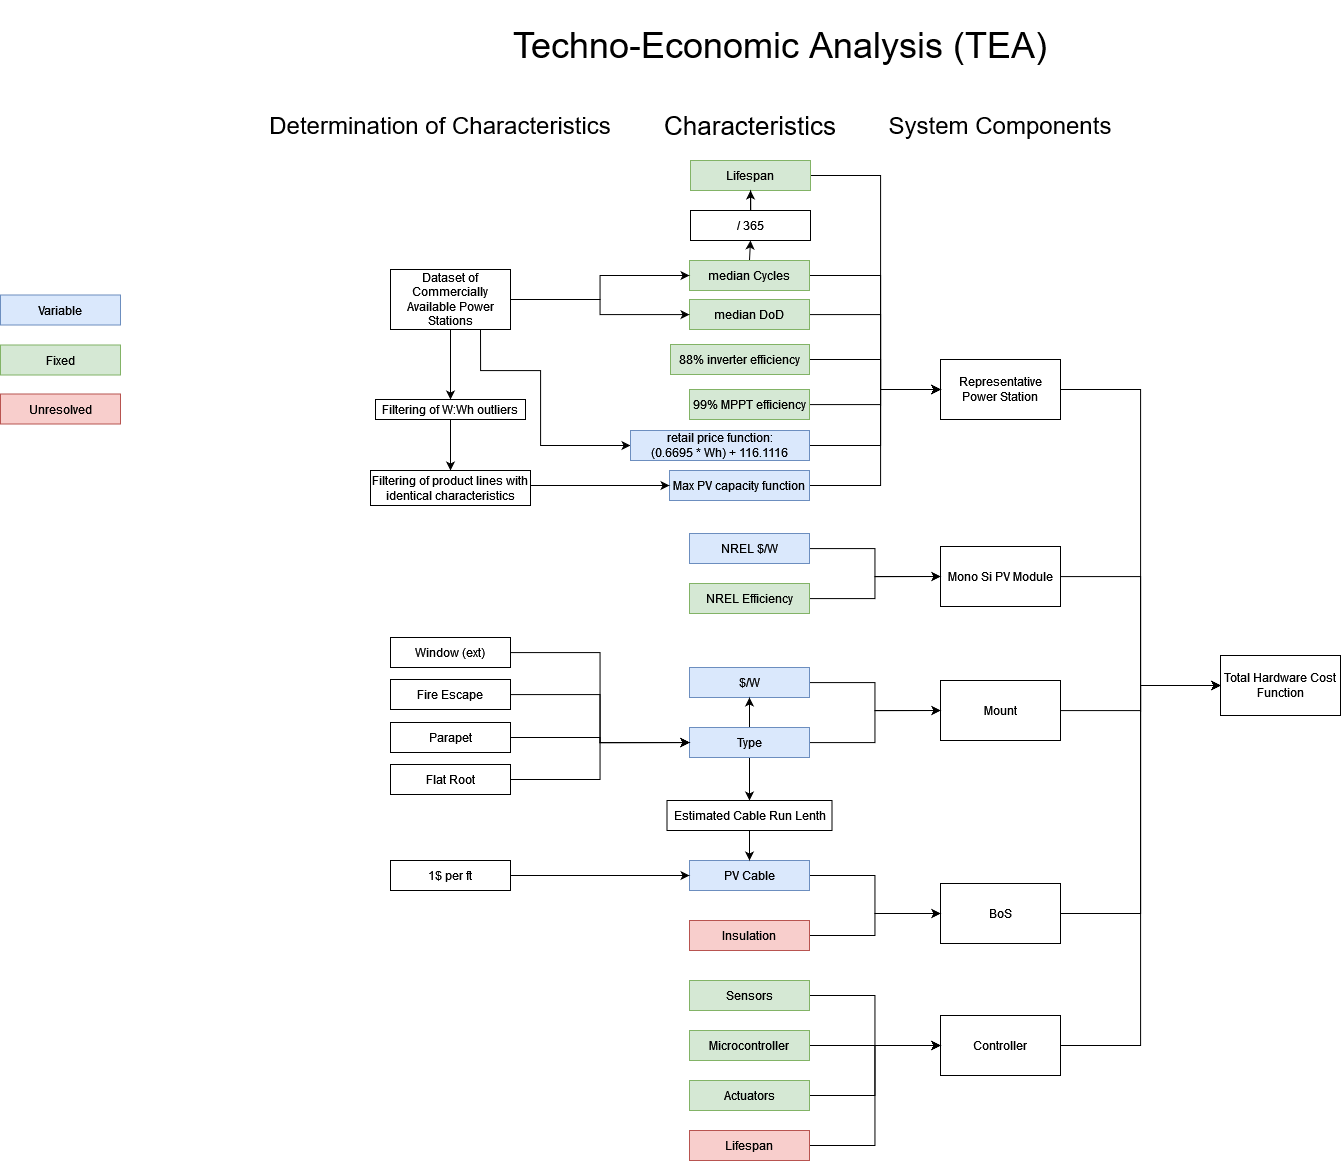 Techno-Economic Analysis (TEA)
Determination of Characteristics
Characteristics
System Components
Variable
Fixed
Unresolved
Dataset of
Commercially
Available Power
Stations
Filtering of W:Wh outliers
Filtering of product lines with
identical characteristics
Lifespan
/ 365
median Cycles
median DoD
88% inverter efficiency
99% MPPT efficiency
retail price function:
(0.6695 * Wh) + 116.1116
Max PV capacity function
Representative
Power Station
NREL $/W
NREL Efficiency
Mono Si PV Module
Window (ext)
Fire Escape
Parapet
Flat Root
$/W
Type
Mount
Estimated Cable Run Lenth
1$ per ft
PV Cable
Insulation
BoS
Sensors
Microcontroller
Actuators
Lifespan
Controller
Total Hardware Cost
Function